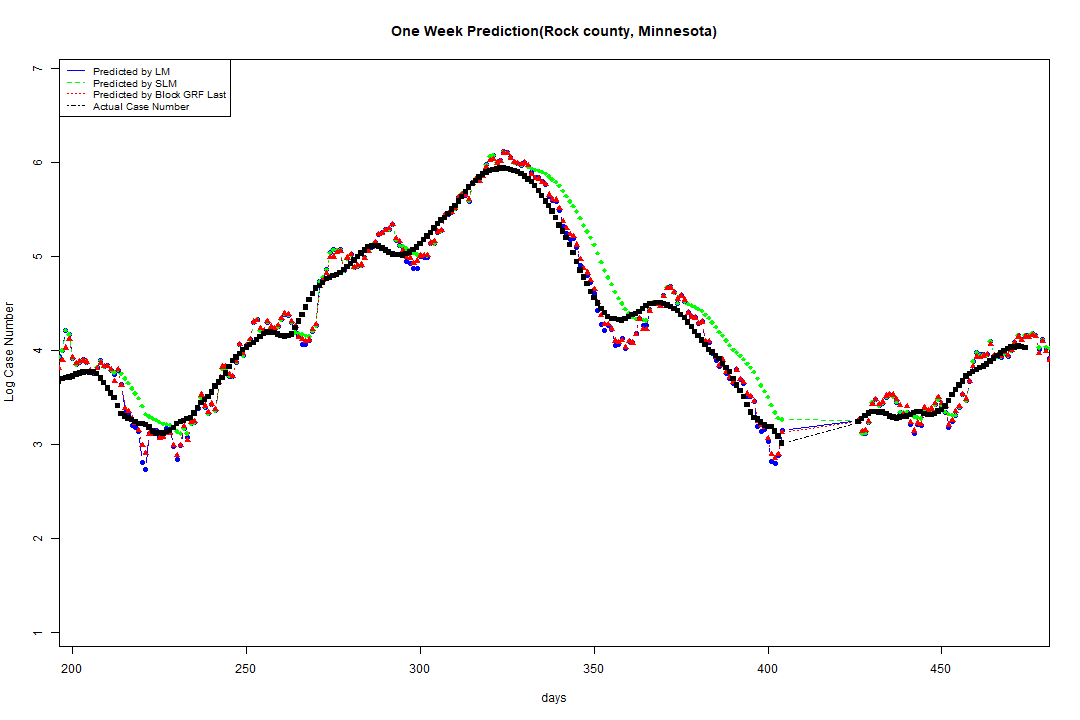 One Week Prediction(Rock county, Minnesota)
Predicted by LM
Predicted by SLM
Predicted by Block GRF Last
Actual Case Number
7
6
5
4
3
2
1
Log Case Number
200 250 300 350 400 450
days